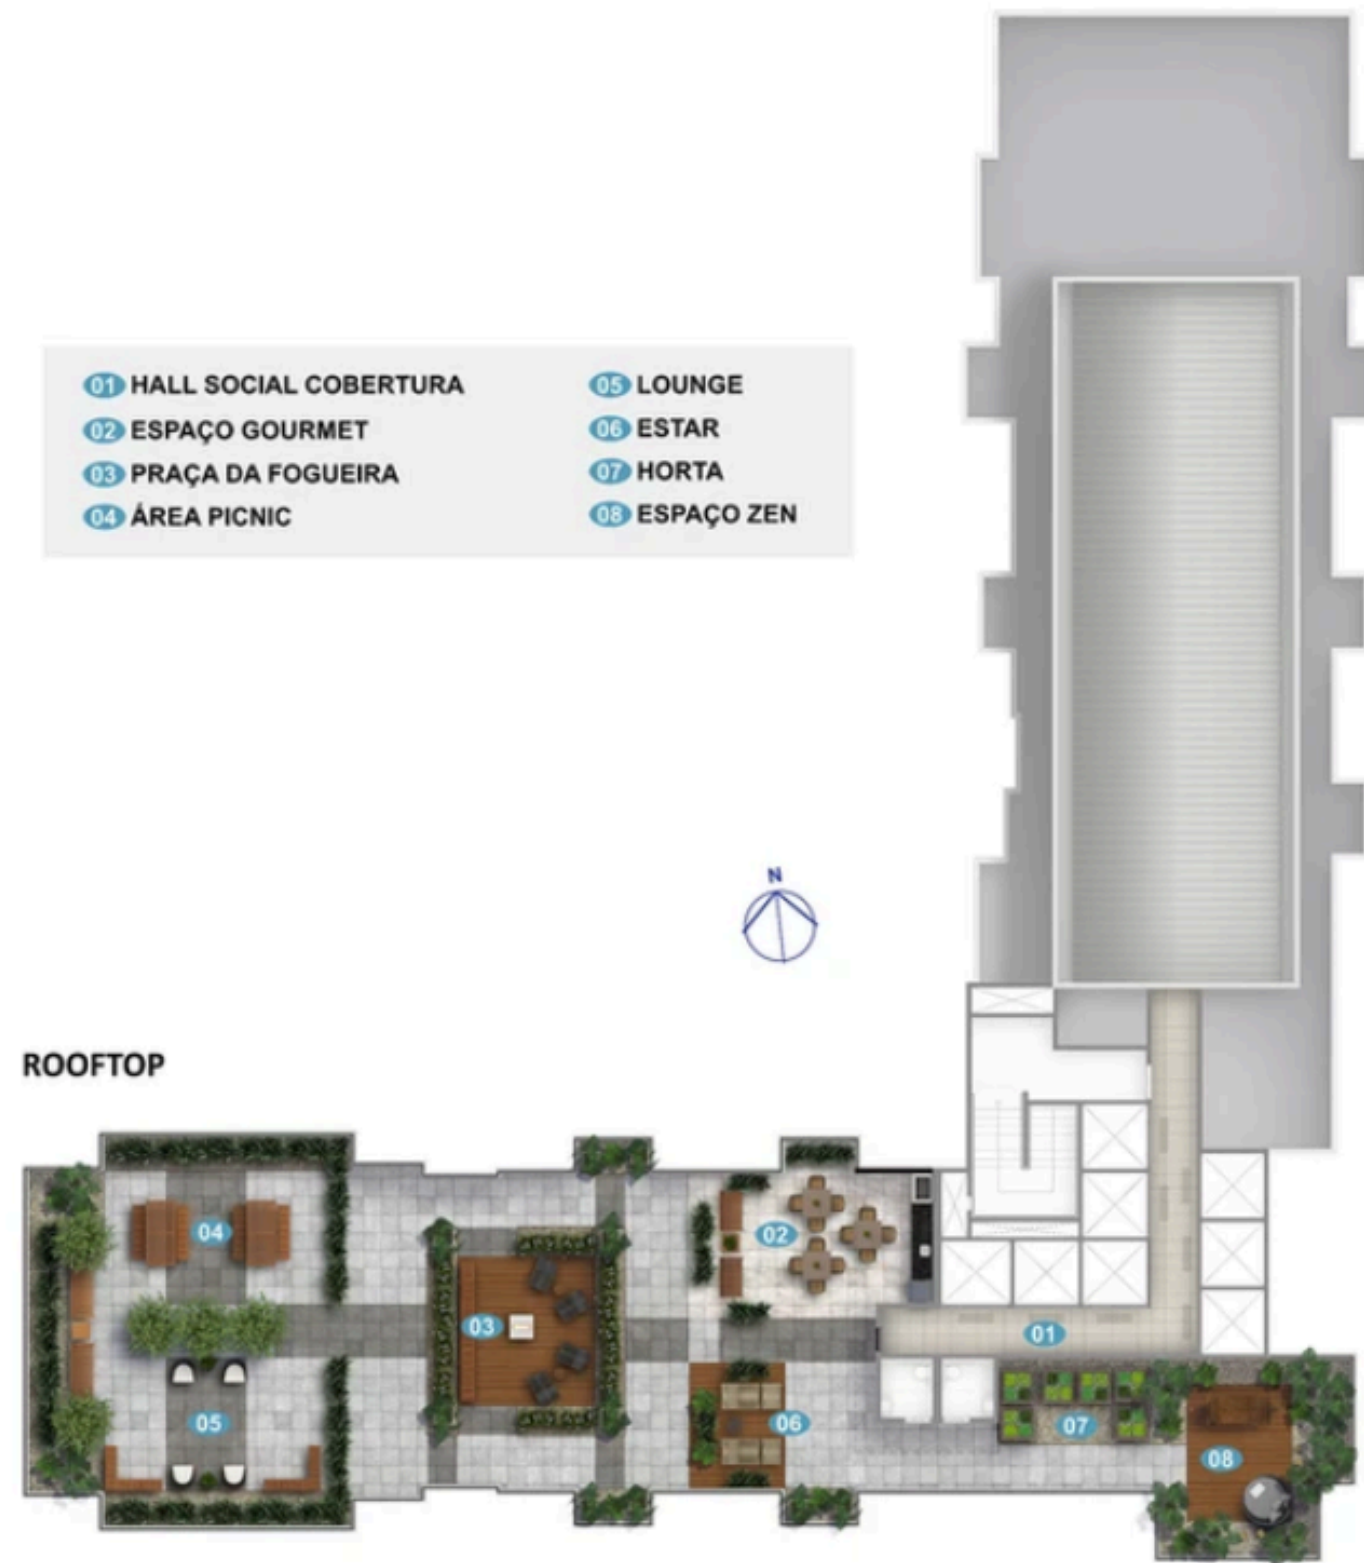 01 HALL SOCIAL COBERTURA
02 ESPAÇO GOURMET
03 PRAÇA DA FOGUEIRA
04 ÁREA PICNIC
05 LOUNGE
06 ESTAR
07 HORTA
08 ESPAÇO ZEN
N
ROOFTOP
04
02
03
01
05
06
07
08